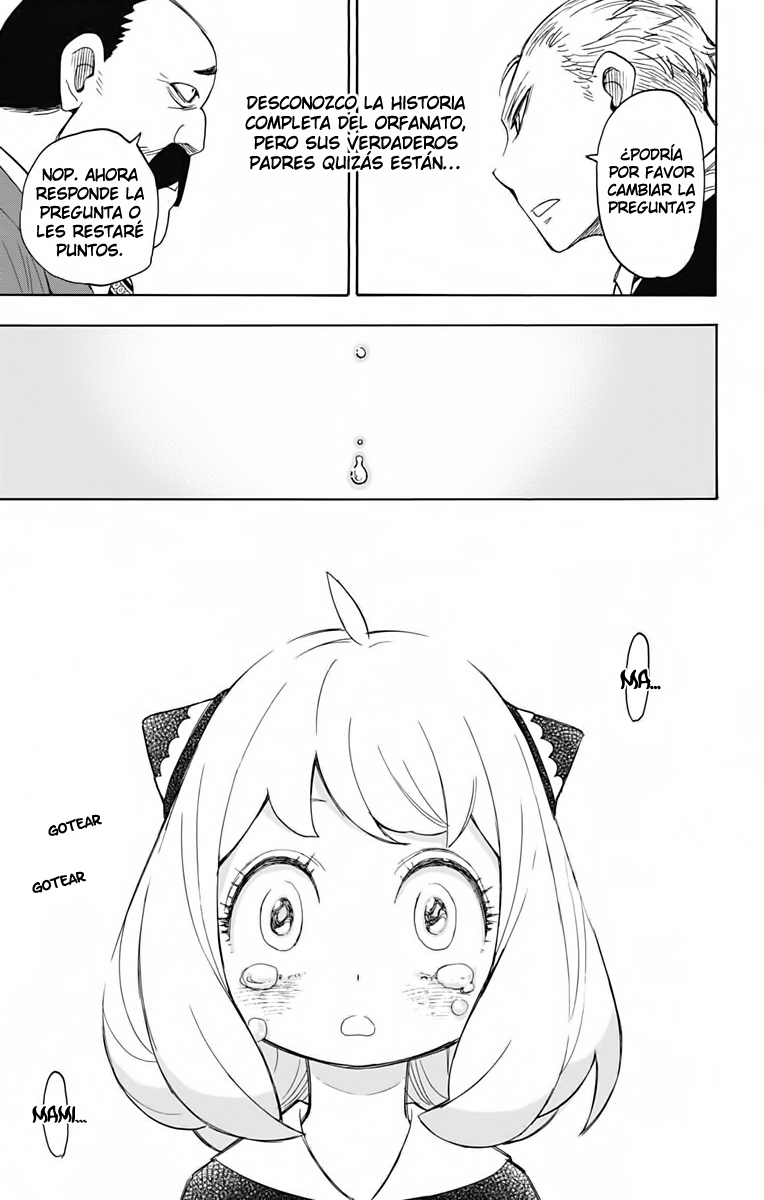 ¿PODRÍA
POR FAVOR
CAMBIAR LA
PREGUNTA?
DESCONOZCO LA HISTORIA
COMPLETA DEL ORFANATO,
PERO SUS VERDADEROS
PADRES QUIZÁS ESTÁN...
NOP. AHORA
RESPONDE LA
PREGUNTA O
LES RESTARÉ
PUNTOS.
MA...
GOTEAR
GOTEAR
MAMI...